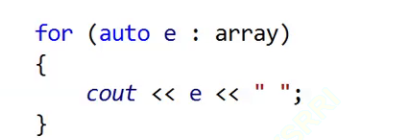 for (auto e : array)
{
    cout << e << " ";
}